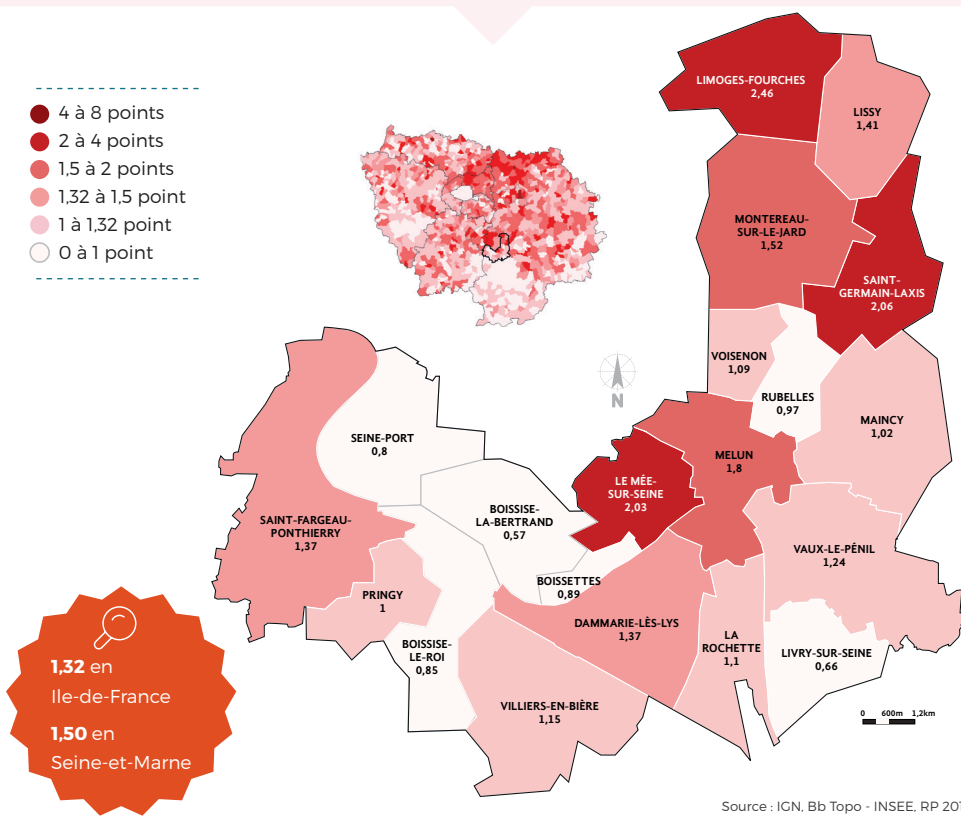 4 à 8 points
2 à 4 points
1,5 à 2 points
1,32 à 1,5 point
1 à 1,32 point
0 à 1 point
LIMOGES-FOURCHES
2,46
LISSY
1,41
MONTEREAU-
SUR-LE-JARD
1,52
SAINT-
GERMAIN-LAXIS
2,06
VOISENON
1,09
RUBELLES
0,97
MAINCY
1,02
N
SEINE-PORT
0,8
MELUN
1,8
LE MÊE-
SUR-SEINE
2,03
BOISSISE-
LA-BERTRAND
0,57
SAINT-FARGEAU-
PONTHIERRY
1,37
VAUX-LE-PÉNIL
1,24
BOISSETTES
0,89
PRINGY
1
DAMMARIE-LÈS-LYS
1,37
LA
ROCHETTE
1,1
BOISSISE-
LE-ROI
0,85
LIVRY-SUR-SEINE
0,66
VILLIERS-EN-BIÈRE
1,15
1,32 en
Ile-de-France
1,50 en
Seine-et-Marne
0 600m 1,2km
Source : IGN, Bb Topo - INSEE, RP 201